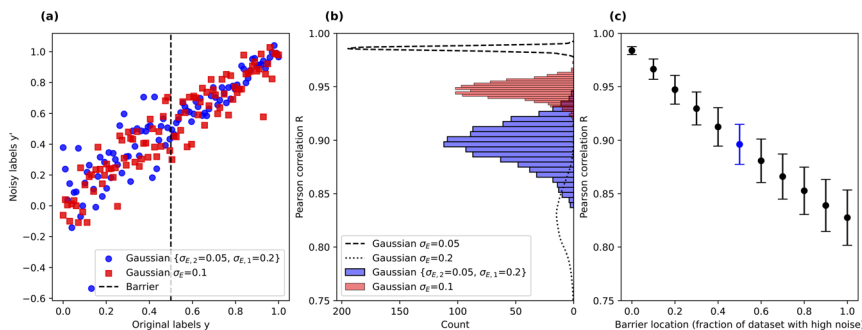 (a)
Noisy labels y'
1.0
0.8
0.6
0.4
0.2
0.0
−0.2
−0.4
−0.6
0.0 0.2 0.4 0.6 0.8 1.0
Original labels y
Gaussian {σE,2=0.05, σE,1=0.2}
Gaussian σE=0.1
Barrier
(b)
Pearson correlation R
1.00
0.95
0.90
0.85
0.80
0.75
200 150 100 50 0
Count
Gaussian σE=0.05
Gaussian σE=0.2
Gaussian {σE,2=0.05, σE,1=0.2}
Gaussian σE=0.1
(c)
Pearson correlation R
1.00
0.95
0.90
0.85
0.80
0.75
0.0 0.2 0.4 0.6 0.8 1.0
Barrier location (fraction of dataset with high noise